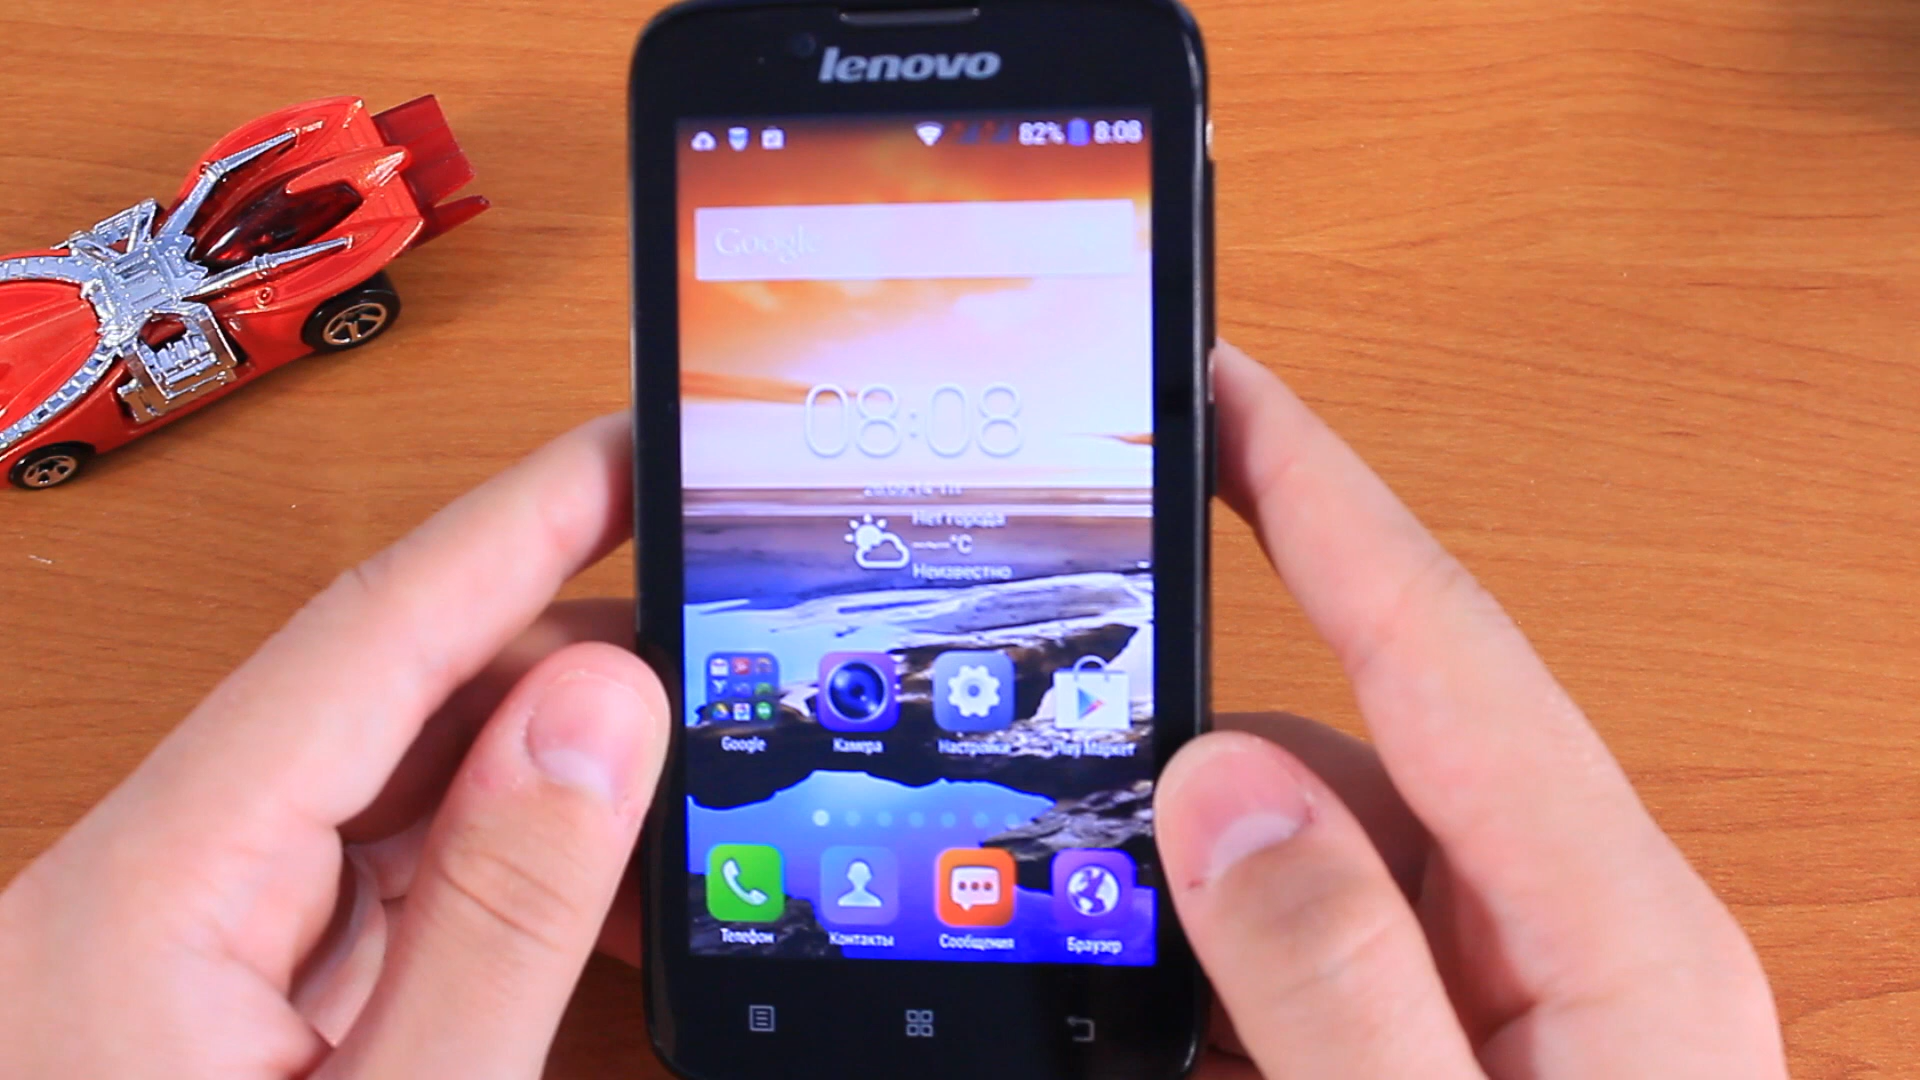 lenovo
82% 8:08
Google
08:08
Нет города
--°C
Неизвестно
Google Камера Настройки Play Маркет
Телефон Контакты Сообщения Браузер